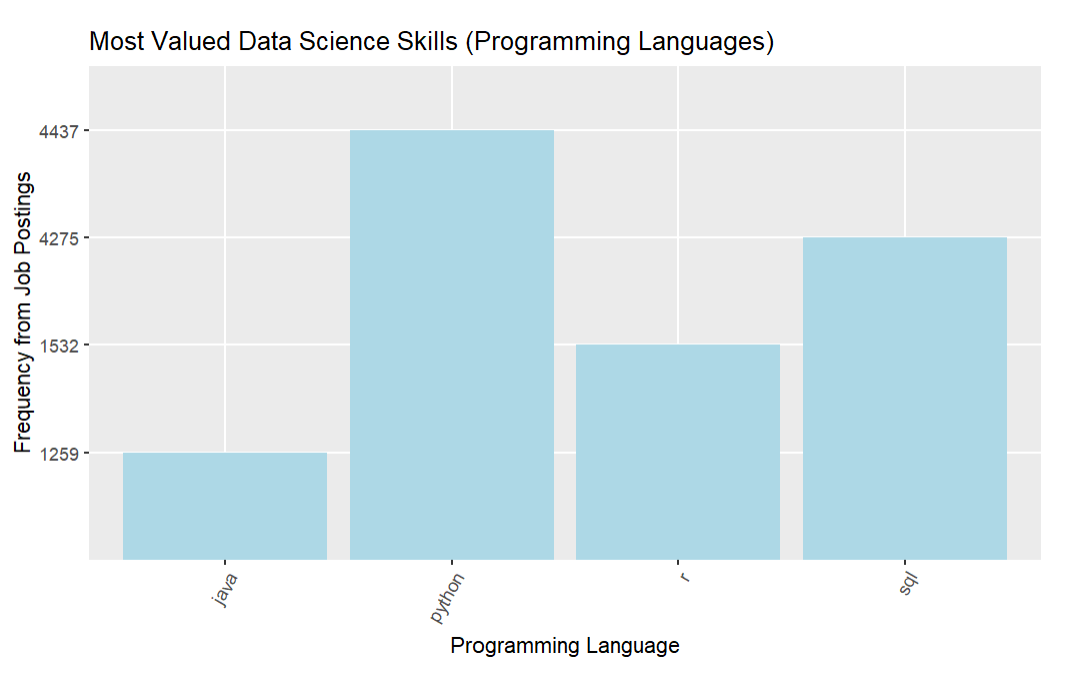 Most Valued Data Science Skills (Programming Languages)
Frequency from Job Postings
4437
4275
1532
1259
java
python
r
sql
Programming Language